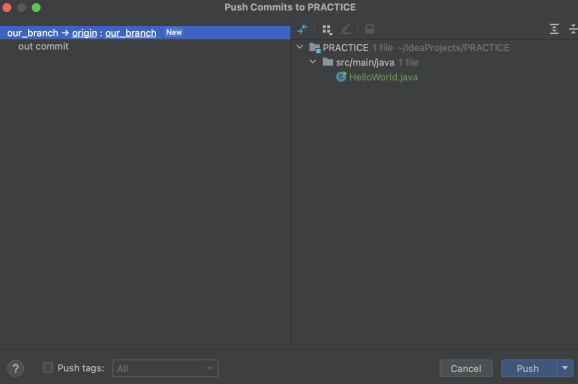 Push Commits to PRACTICE
our_branch → origin : our_branch New
out commit
PRACTICE 1 file ~/IdeaProjects/PRACTICE
src/main/java 1 file
HelloWorld.java
? Push tags: All Cancel Push